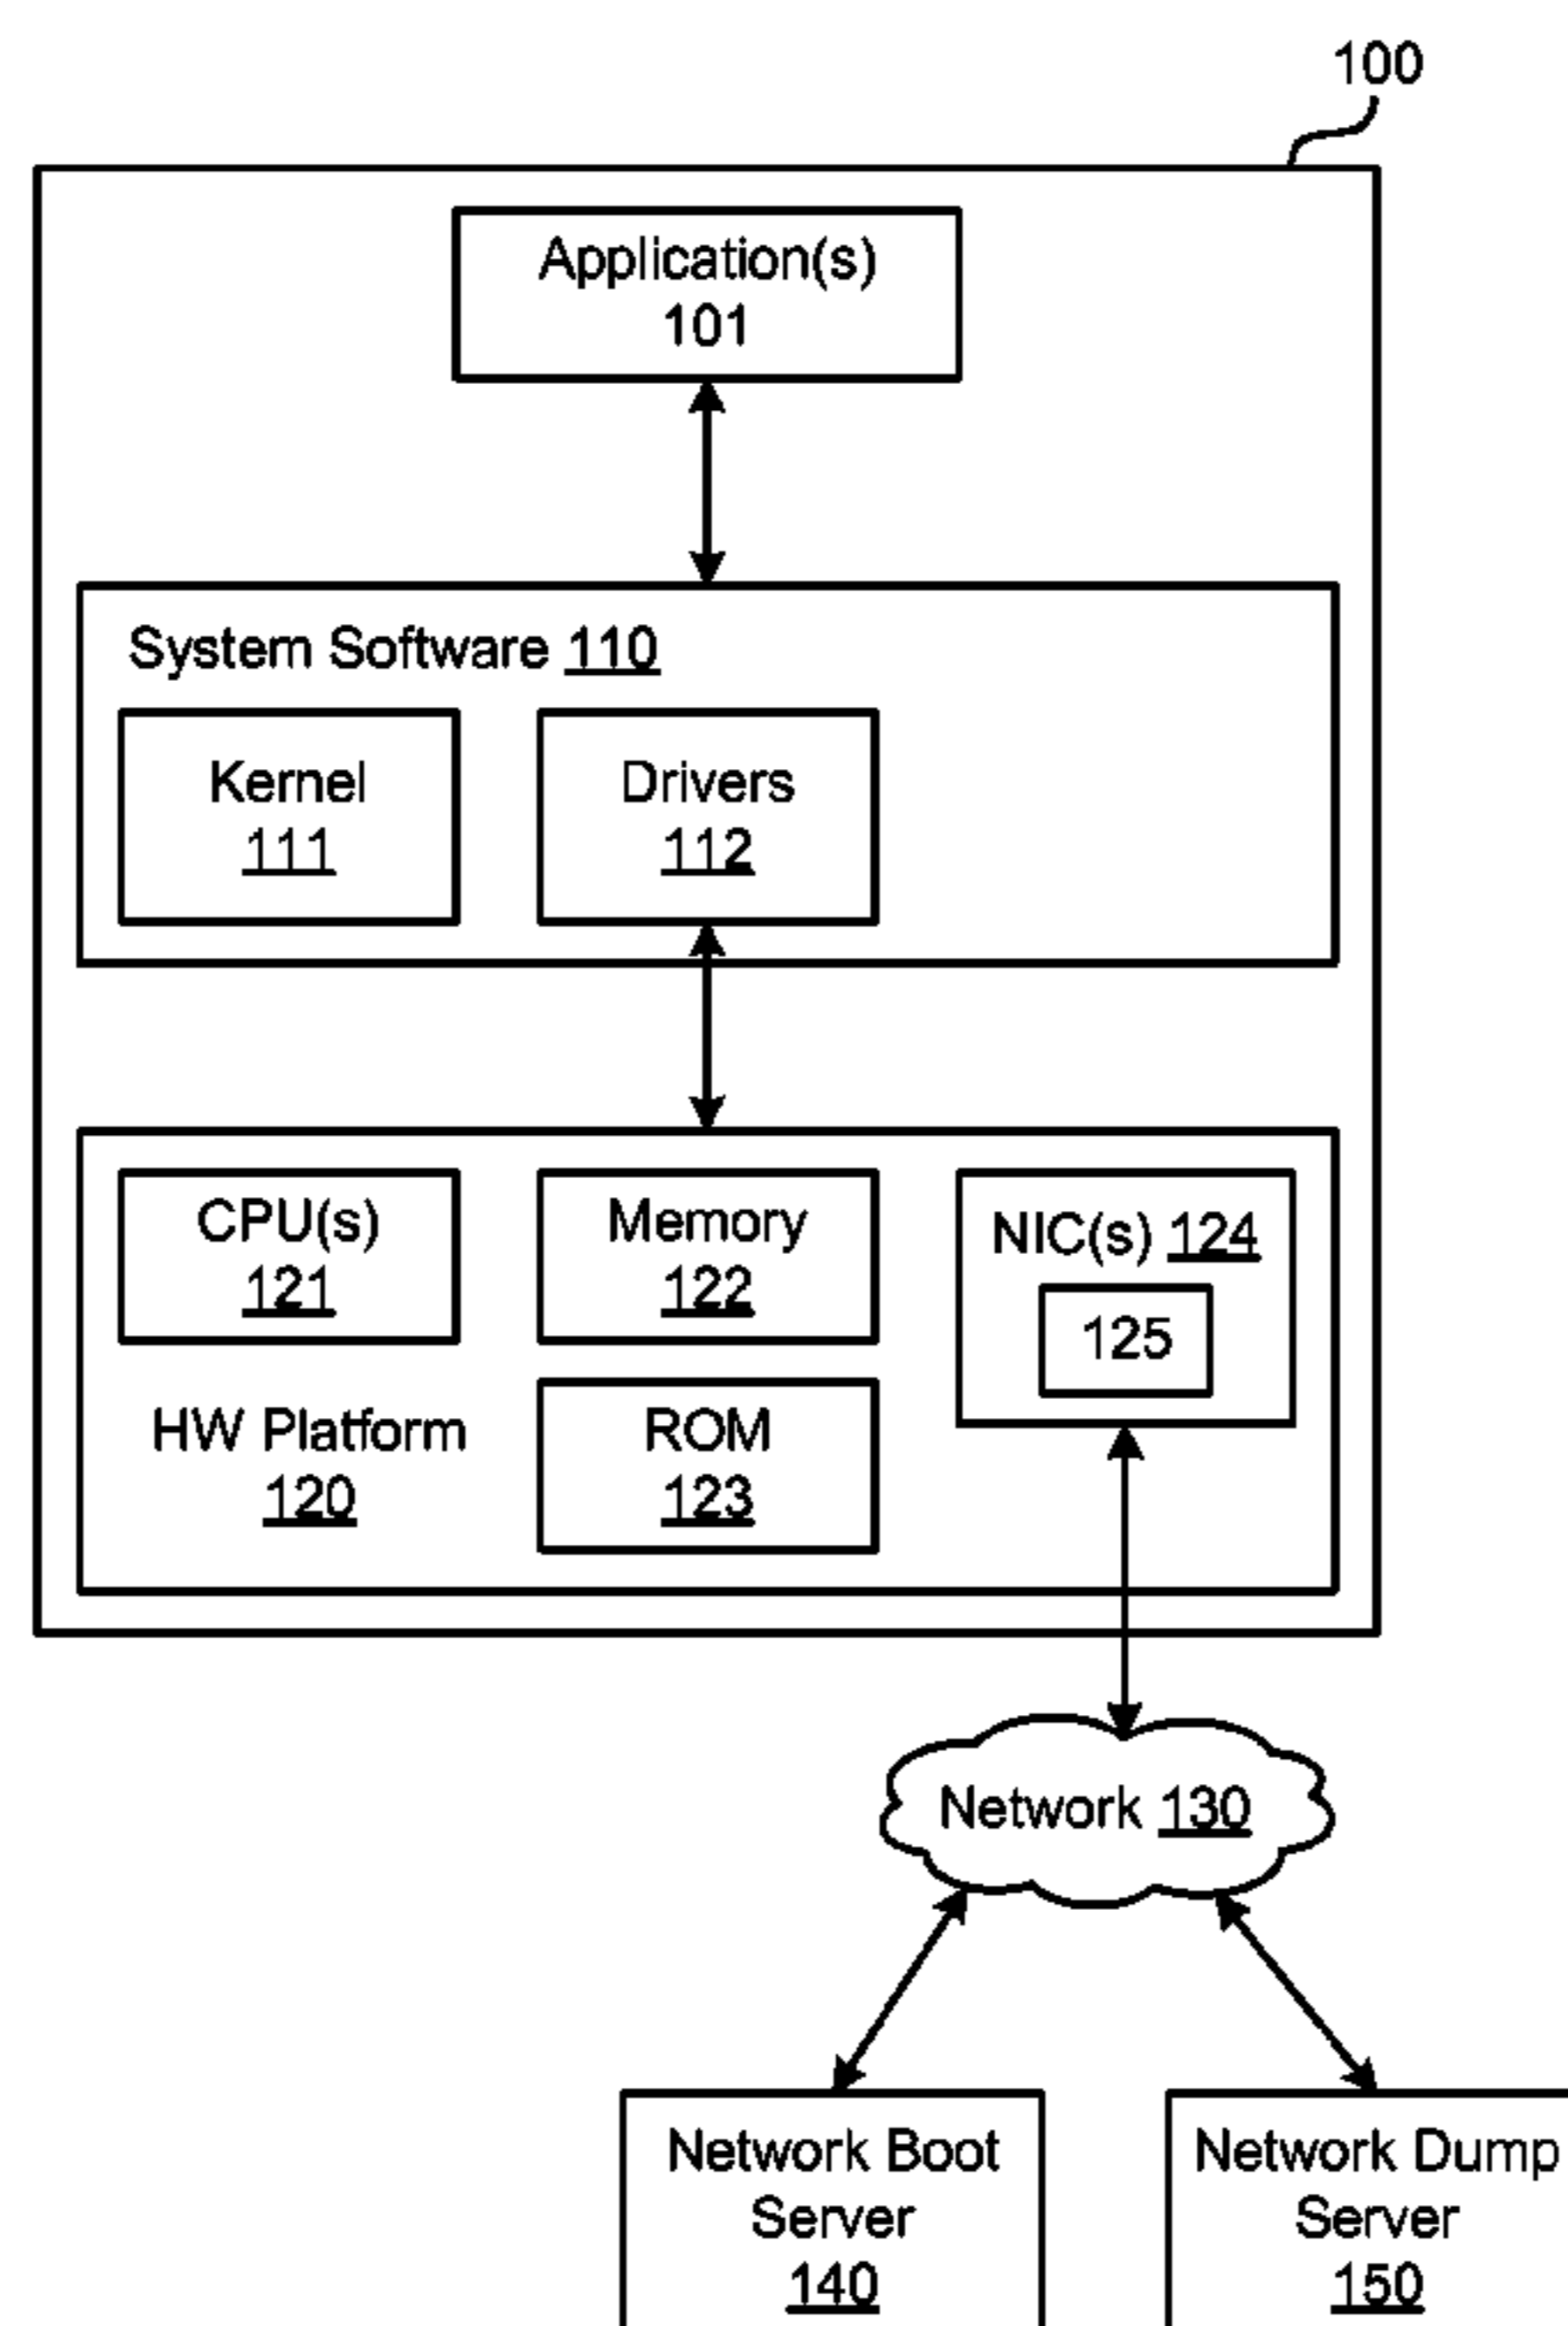 100
Application(s)
101
System Software 110
Kernel
111
Drivers
112
CPU(s)
121
Memory
122
NIC(s) 124
125
HW Platform
120
ROM
123
Network 130
Network Boot
Server
140
Network Dump
Server
150